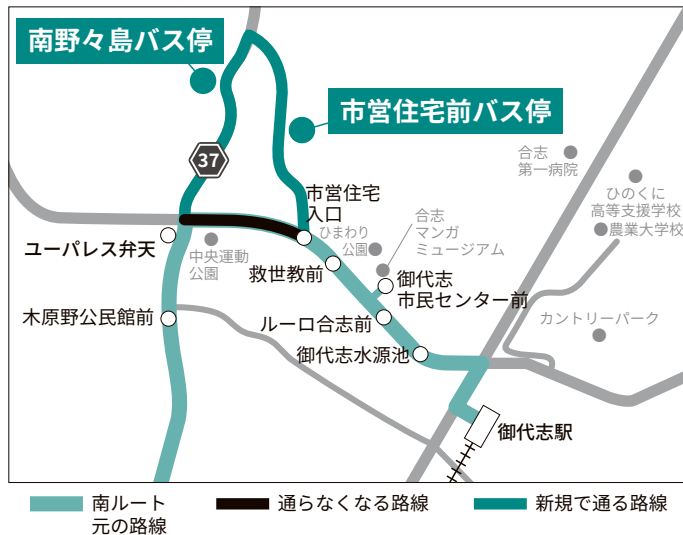 南野々島バス停
市営住宅前バス停
37
合志
第一病院
ひのくに
高等支援学校
農業大学校
市営住宅
入口
ひまわり
公園
合志
マンガ
ミュージアム
ユーパレス弁天
中央運動
公園
救世教前
御代志
市民センター前
木原野公民館前
ルーロ合志前
カントリーパーク
御代志水源池
御代志駅
南ルート
元の路線
通らなくなる路線
新規で通る路線